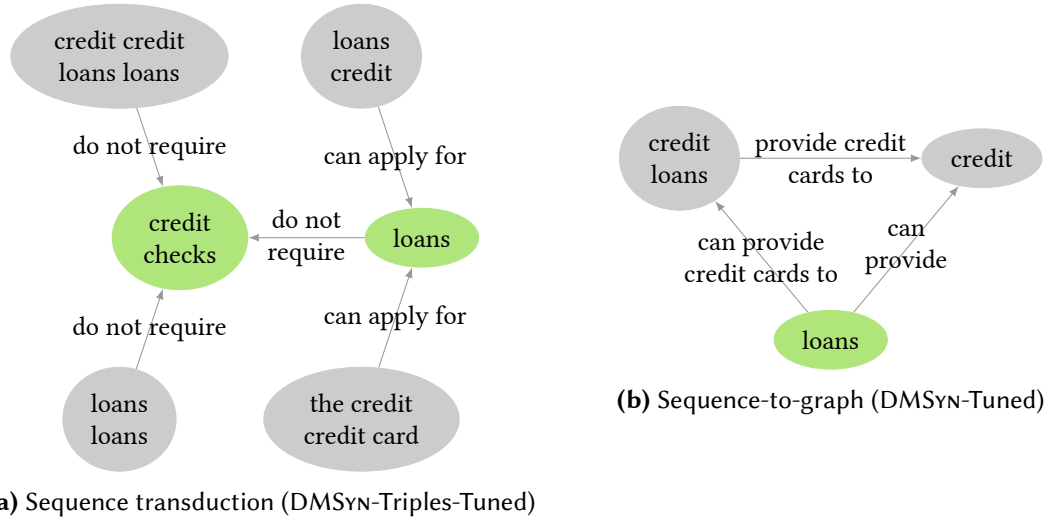 credit credit
loans loans
loans
credit
do not require
can apply for
credit
checks
do not
require
loans
do not require
can apply for
loans
loans
the credit
credit card
a) Sequence transduction (DMSyn-Triples-Tuned)
credit
loans
provide credit
cards to
credit
can provide
credit cards to
can
provide
loans
(b) Sequence-to-graph (DMSyn-Tuned)